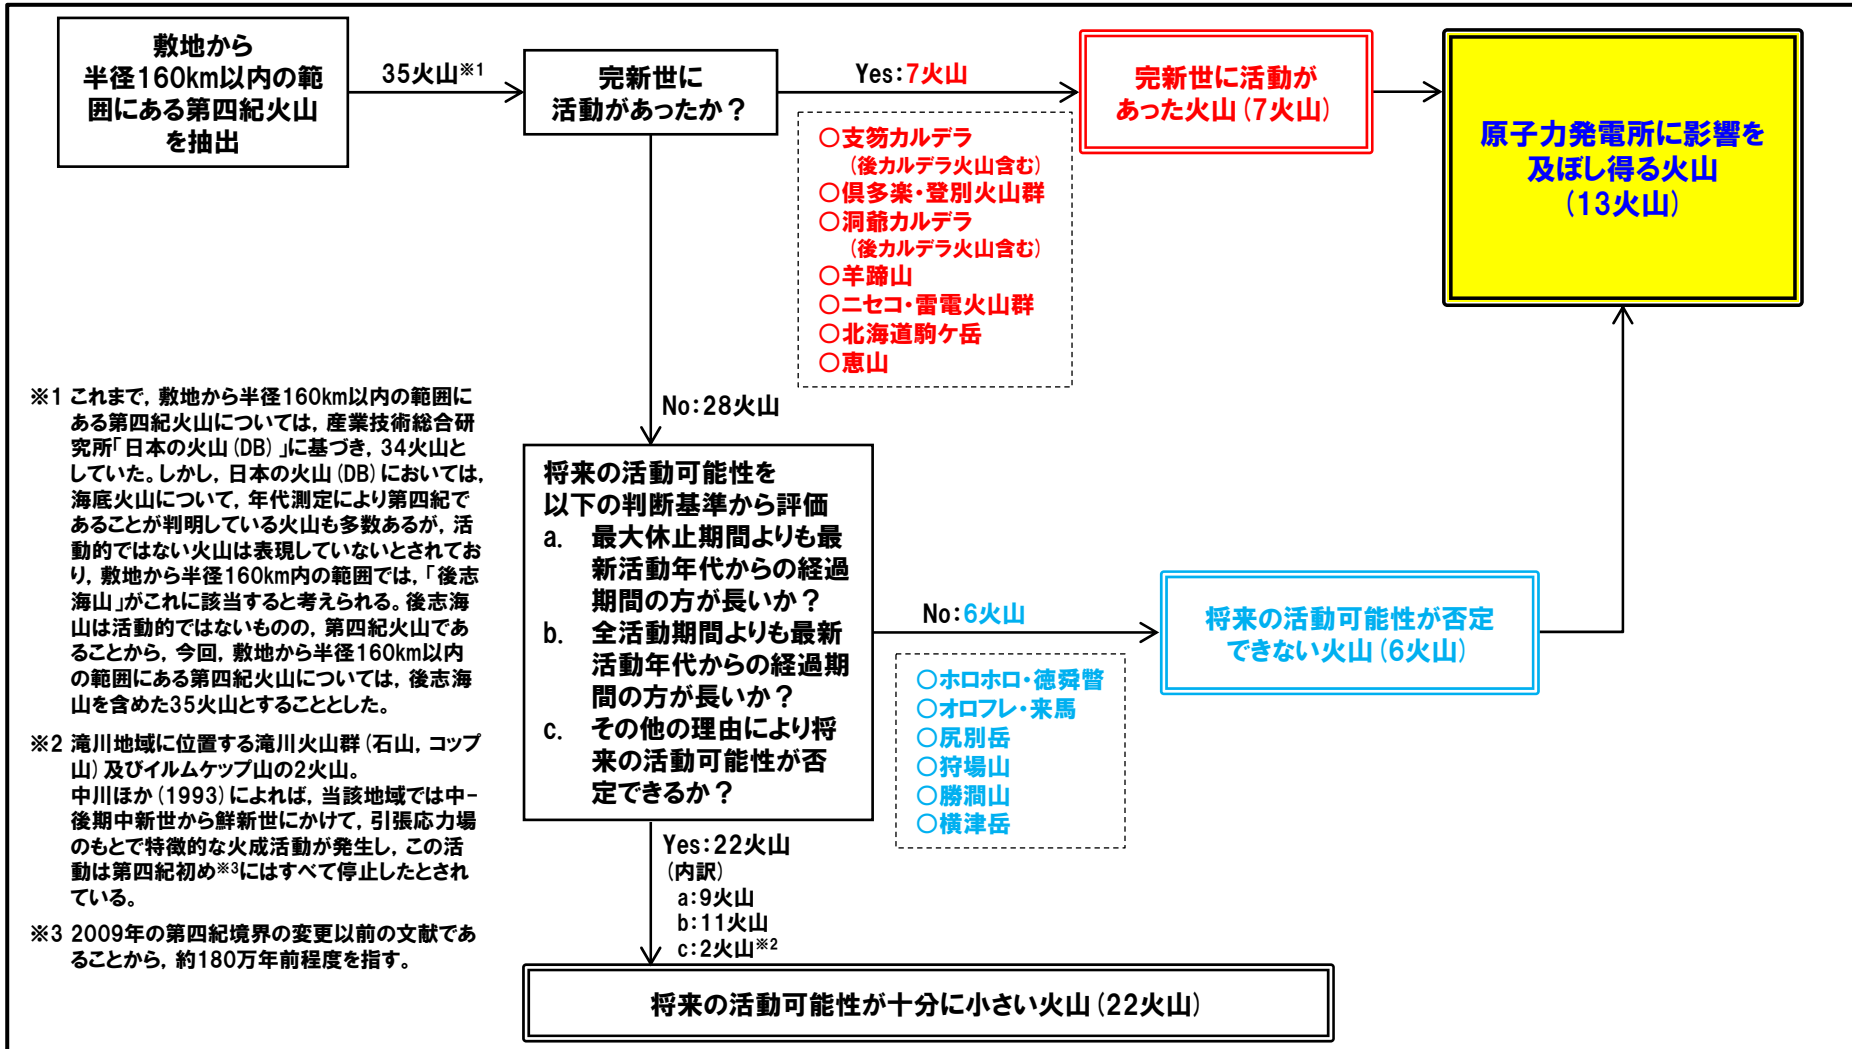 敷地から
半径160km以内の範
囲にある第四紀火山
を抽出
35火山※1
完新世に
活動があったか？
Yes：7火山
完新世に活動が
あった火山（7火山）
原子力発電所に影響を
及ぼし得る火山
（13火山）
○支笏カルデラ
（後カルデラ火山含む）
○倶多楽・登別火山群
○洞爺カルデラ
（後カルデラ火山含む）
○羊蹄山
○ニセコ・雷電火山群
○北海道駒ケ岳
○恵山
No：28火山
将来の活動可能性を
以下の判断基準から評価
a. 最大休止期間よりも最
新活動年代からの経過
期間の方が長いか？
b. 全活動期間よりも最新
活動年代からの経過期
間の方が長いか？
c. その他の理由により将
来の活動可能性が否
定できるか？
No：6火山
将来の活動可能性が否定
できない火山（6火山）
○ホロホロ・徳舜瞥
○オロフレ・来馬
○尻別岳
○狩場山
○勝澗山
○横津岳
Yes：22火山
（内訳）
a：9火山
b：11火山
c：2火山※2
将来の活動可能性が十分に小さい火山（22火山）
※1 これまで，敷地から半径160km以内の範囲に
ある第四紀火山については，産業技術総合研
究所「日本の火山（DB）」に基づき，34火山と
していた。しかし，日本の火山（DB）においては，
海底火山について，年代測定により第四紀で
あることが判明している火山も多数あるが，活
動的ではない火山は表現していないとされてお
り，敷地から半径160km内の範囲では，「後志
海山」がこれに該当すると考えられる。後志海
山は活動的ではないものの，第四紀火山であ
ることから，今回，敷地から半径160km以内
の範囲にある第四紀火山については，後志海
山を含めた35火山とすることとした。
※2 滝川地域に位置する滝川火山群（石山，コップ
山）及びイルムケップ山の2火山。
中川ほか（1993）によれば，当該地域では中－
後期中新世から鮮新世にかけて，引張応力場
のもとで特徴的な火成活動が発生し，この活
動は第四紀初め※3にはすべて停止したとされ
ている。
※3 2009年の第四紀境界の変更以前の文献であ
ることから，約180万年前程度を指す。